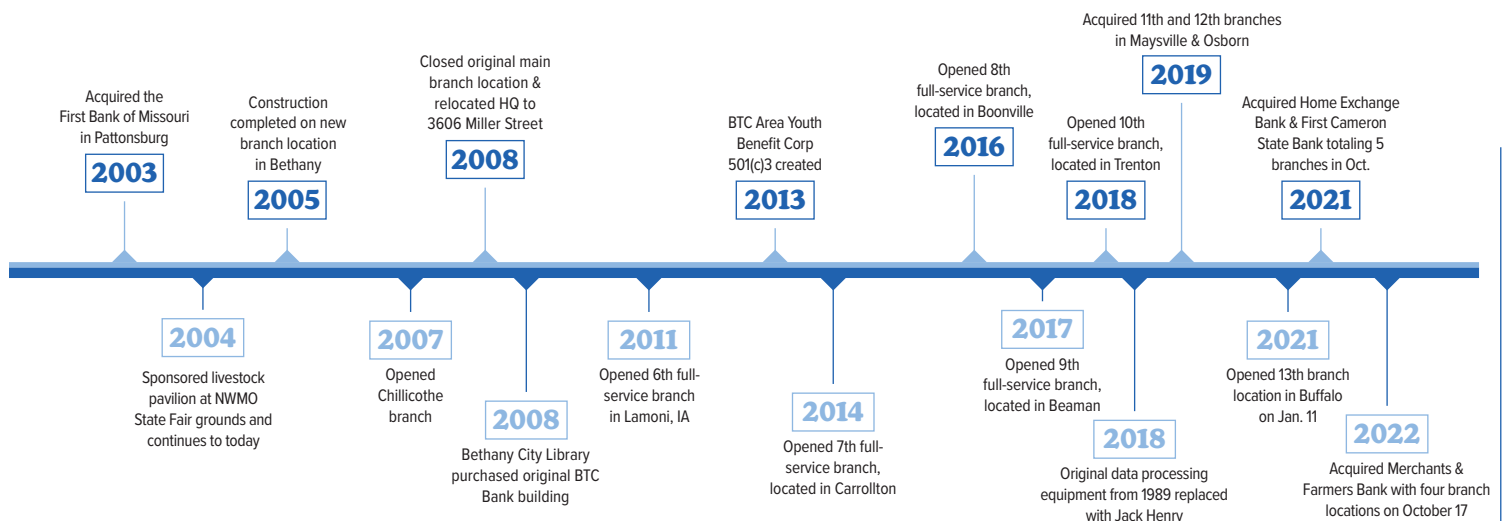 Acquired the
First Bank of Missouri
in Pattonsburg
2003
2004
Sponsored livestock
pavilion at NWMO
State Fair grounds and
continues to today
Construction
completed on new
branch location
in Bethany
2005
2007
Opened
Chillicothe
branch
Closed original main
branch location &
relocated HQ to
3606 Miller Street
2008
2008
Bethany City Library
purchased original BTC
Bank building
2011
Opened 6th full-
service branch
in Lamoni, IA
BTC Area Youth
Benefit Corp
501(c)3 created
2013
2014
Opened 7th full-
service branch,
located in Carrollton
Opened 8th
full-service branch,
located in Boonville
2016
2017
Opened 9th
full-service branch,
located in Beaman
Opened 10th
full-service branch,
located in Trenton
2018
2018
Original data processing
equipment from 1989 replaced
with Jack Henry
Acquired 11th and 12th branches
in Maysville & Osborn
2019
2021
Opened 13th branch
location in Buffalo
on Jan. 11
Acquired Home Exchange
Bank & First Cameron
State Bank totaling 5
branches in Oct.
2021
2022
Acquired Merchants &
Farmers Bank with four branch
locations on October 17